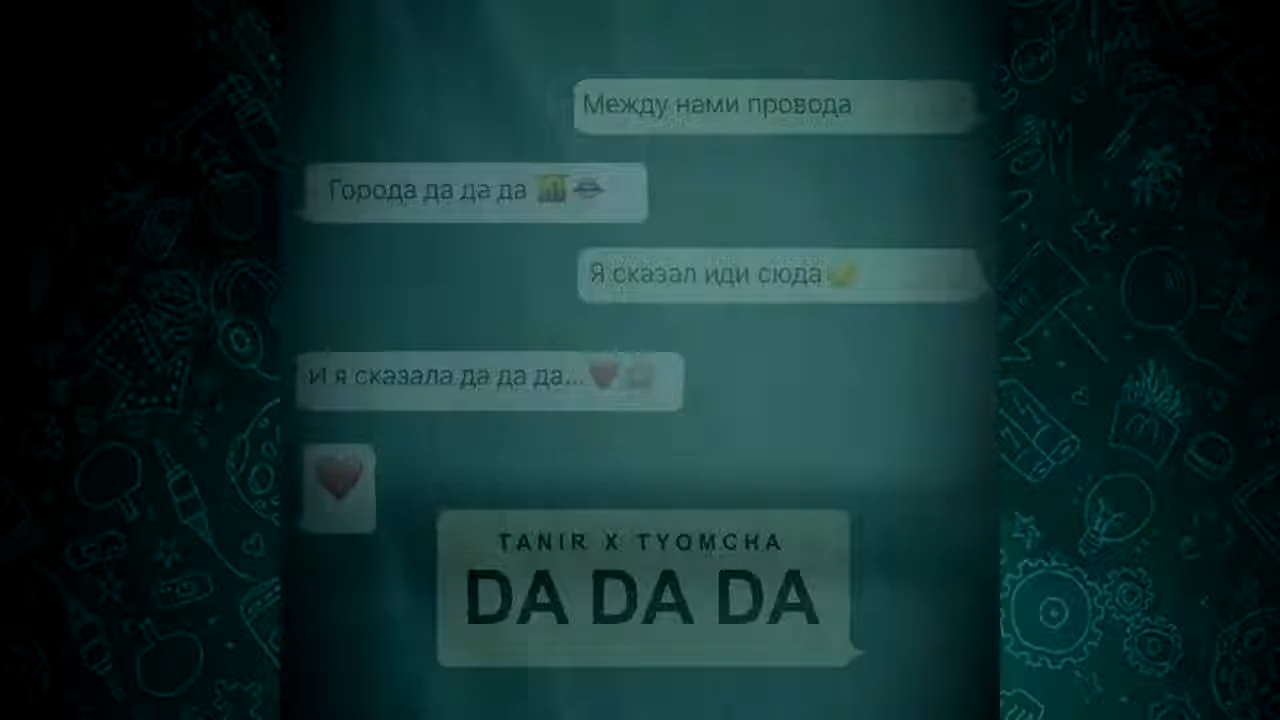 Между нами провода
Города да да да
Я сказал иди сюда
И я сказала да да да...
TANIR X TYOMCHA
DA DA DA